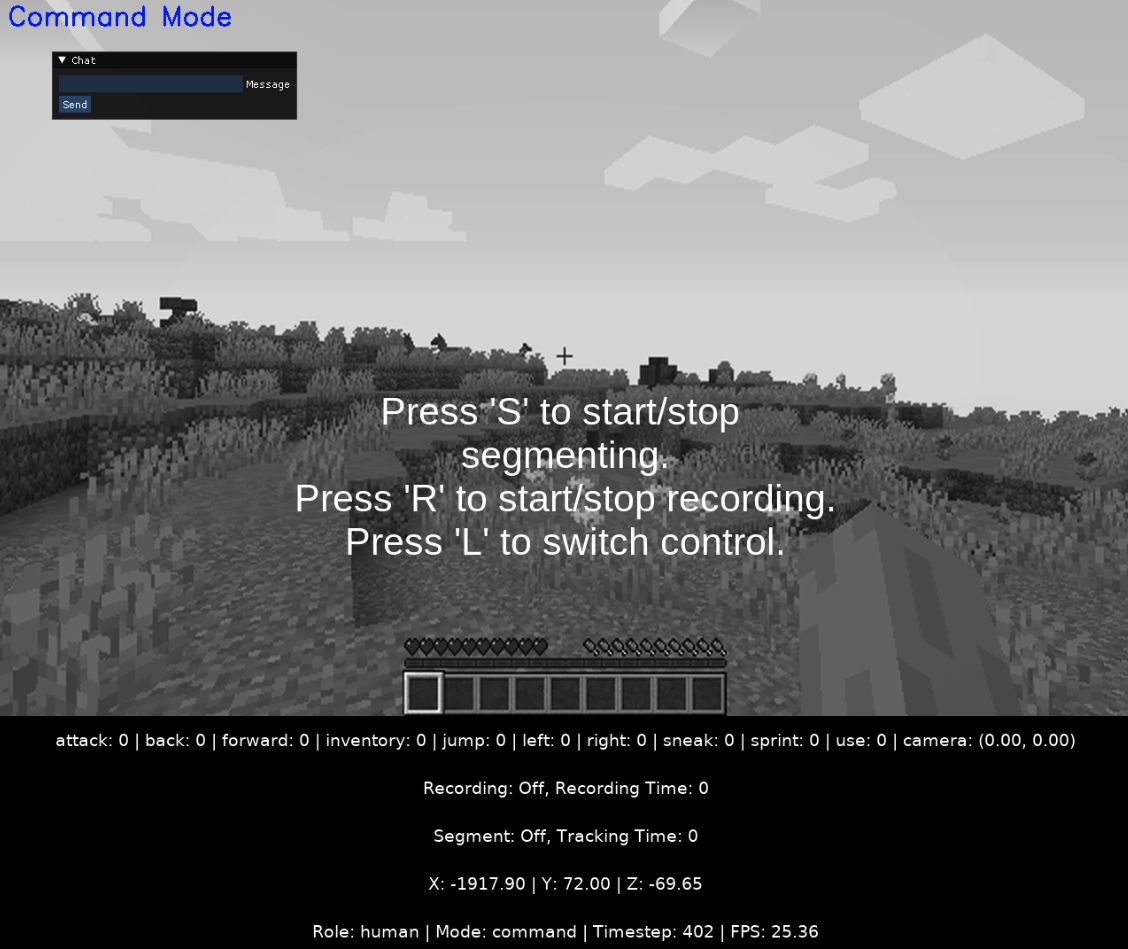 Command Mode
▼ Chat
Message
Send
Press 'S' to start/stop
segmenting.
Press 'R' to start/stop recording.
Press 'L' to switch control.
attack: 0 | back: 0 | forward: 0 | inventory: 0 | jump: 0 | left: 0 | right: 0 | sneak: 0 | sprint: 0 | use: 0 | camera: (0.00, 0.00)
Recording: Off, Recording Time: 0
Segment: Off, Tracking Time: 0
X: -1917.90 | Y: 72.00 | Z: -69.65
Role: human | Mode: command | Timestep: 402 | FPS: 25.36